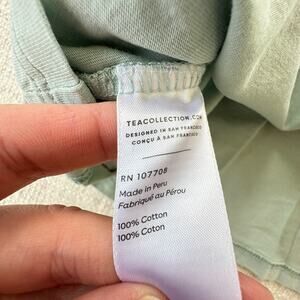 TEACOLLECTION.COM
DESIGNED IN SAN FRANCISCO
CONÇU À SAN FRANCISCO
RN 107708
Made in Peru
Fabriqué au Pérou
100% Cotton
100% Coton